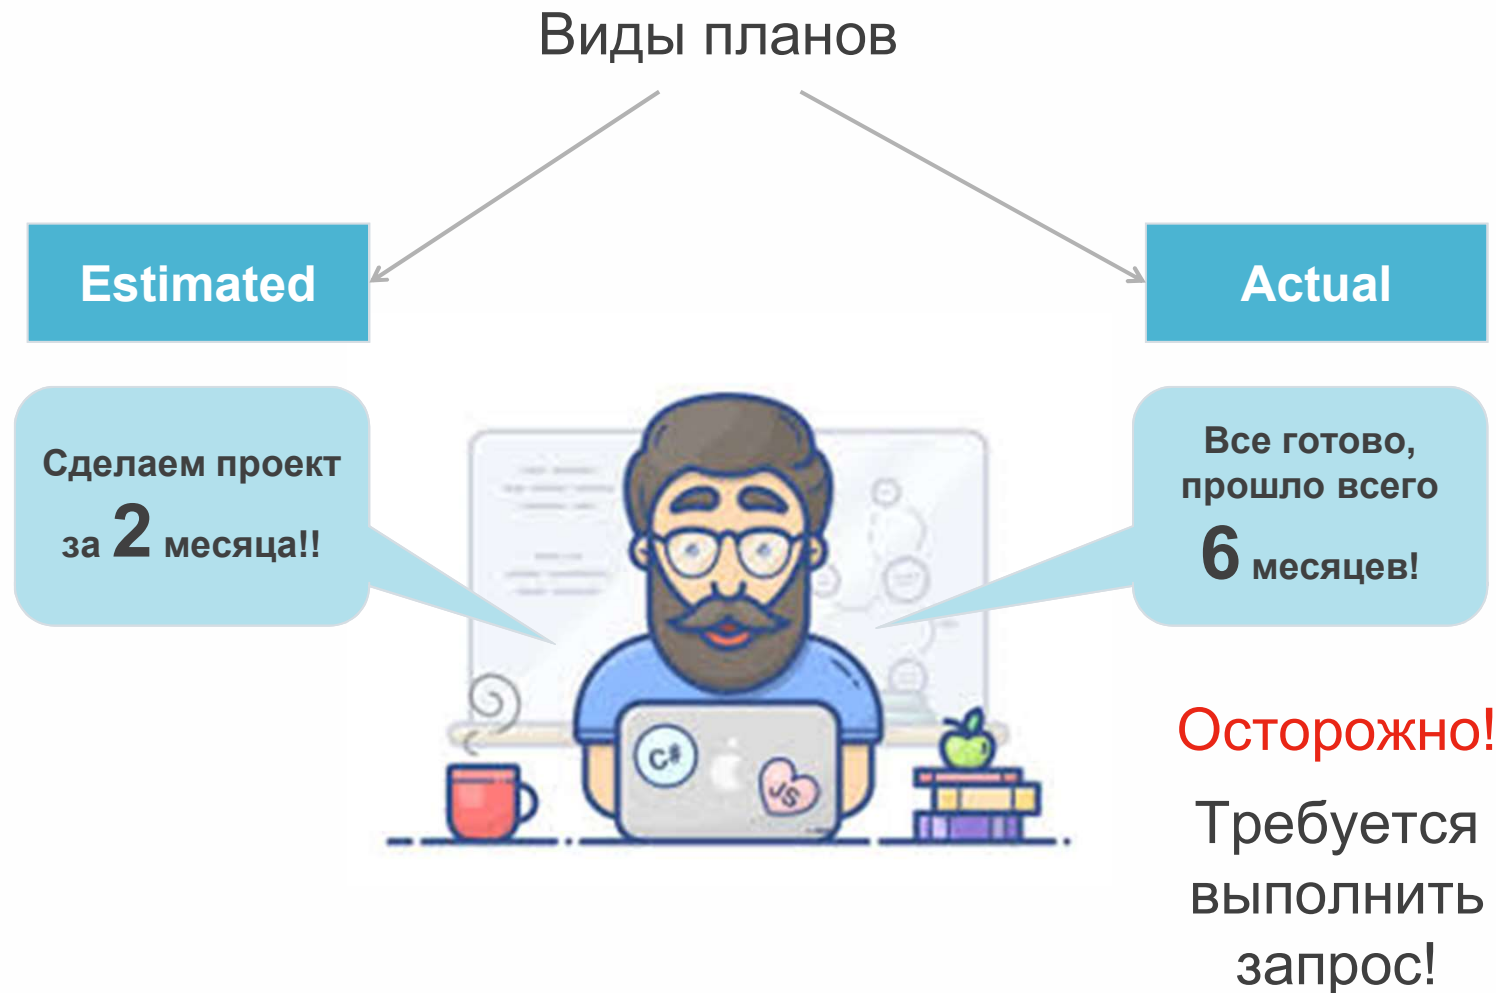 Виды планов
Estimated
Actual
Сделаем проект
за 2 месяца!!
Все готово,
прошло всего
6 месяцев!
C#
JS
Осторожно!
Требуется
выполнить
запрос!